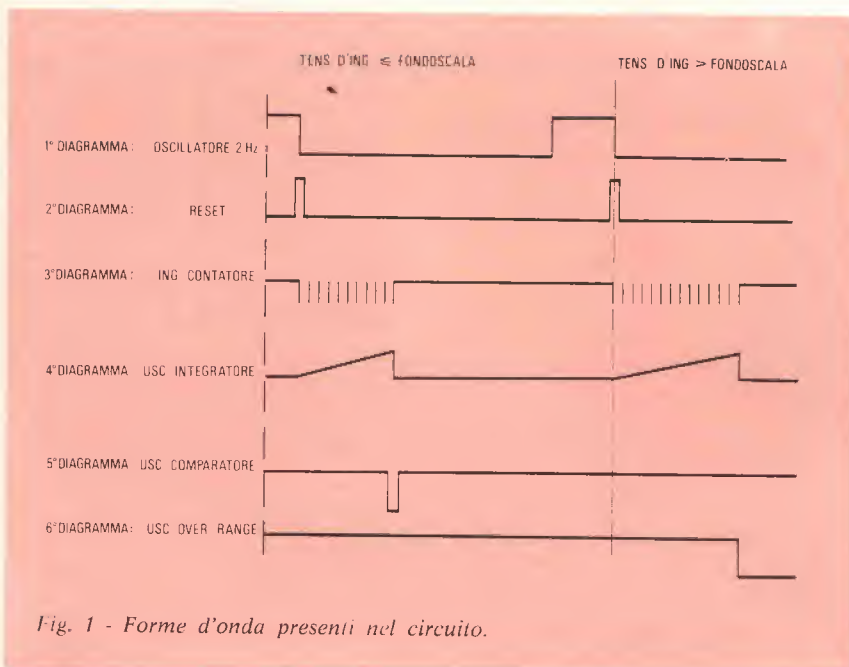 TENS D'ING ≤ FONDOSCALA
TENS D ING > FONDOSCALA
1° DIAGRAMMA: OSCILLATORE 2 Hz
2° DIAGRAMMA: RESET
3° DIAGRAMMA: ING CONTATORE
4° DIAGRAMMA USC INTEGRATORE
5° DIAGRAMMA USC COMPARATORE
6° DIAGRAMMA: USC OVER RANGE
Fig. 1 - Forme d'onda presenti nel circuito.